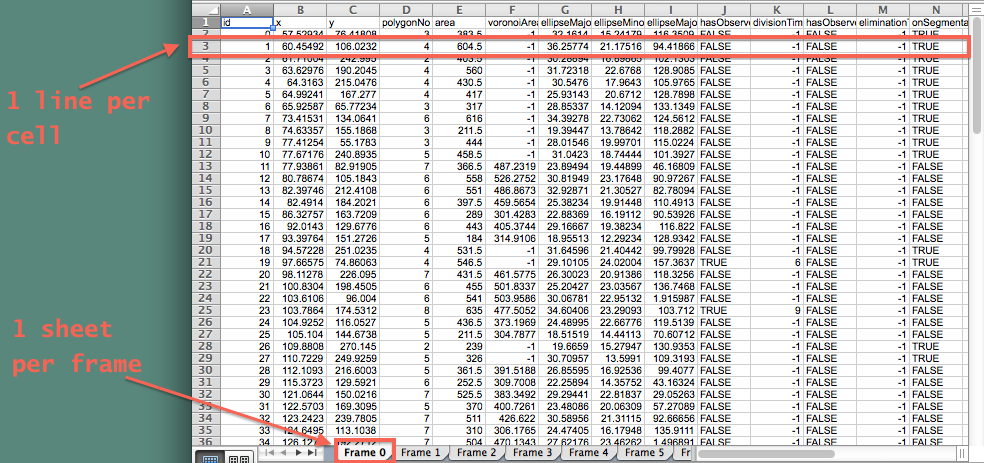 A B C D E F G H I J K L M N
1 id x y polygonNo area voronoiArea ellipseMajo ellipseMino ellipseMajo hasObserve divisionTim hasObserve elimination onSegmenta
2 0 57.52934 76.41808 3 383.5 -1 32.1614 15.24179 116.3509 FALSE -1 FALSE -1 TRUE
3 1 60.45492 106.0232 4 604.5 -1 36.25774 21.17516 94.41866 FALSE -1 FALSE -1 TRUE
2 61.71004 242.995 2 403.5 -1 FALSE -1 FALSE -1 TRUE
5 3 63.62976 190.2045 4 560 -1 31.72318 22.6768 128.9085 FALSE -1 FALSE -1 TRUE
6 4 64.3163 215.0476 4 430.5 -1 30.5476 17.9643 105.9765 FALSE -1 FALSE -1 TRUE
7 5 64.99241 167.277 4 417 -1 25.93143 20.6712 128.7898 FALSE -1 FALSE -1 TRUE
8 6 65.92587 65.77234 3 317 -1 28.85337 14.12094 133.1349 FALSE -1 FALSE -1 TRUE
9 7 73.41531 134.0641 6 616 -1 34.39278 22.73062 124.5612 FALSE -1 FALSE -1 TRUE
10 8 74.63357 155.1868 3 211.5 -1 19.39447 13.78642 118.2882 FALSE -1 FALSE -1 TRUE
11 9 77.41254 55.1783 3 444 -1 28.01546 19.99701 115.0224 FALSE -1 FALSE -1 TRUE
12 10 77.67176 240.8935 5 458.5 -1 31.0423 18.74444 101.3927 FALSE -1 FALSE -1 TRUE
13 11 77.93861 82.91905 7 366.5 487.2319 23.89494 19.44899 46.16809 FALSE -1 FALSE -1 FALSE
14 12 80.78674 105.1843 6 558 526.2752 30.81949 23.17648 90.97267 FALSE -1 FALSE -1 FALSE
15 13 82.39746 212.4108 6 551 486.8673 32.92871 21.30527 82.78094 FALSE -1 FALSE -1 FALSE
16 14 82.4914 184.2021 6 397.5 459.5654 25.38234 19.91448 110.4913 FALSE -1 FALSE -1 FALSE
17 15 86.32757 163.7209 6 289 301.4283 22.88369 16.19112 90.53926 FALSE -1 FALSE -1 FALSE
18 16 92.0143 129.6776 6 443 405.3744 29.16667 19.38234 116.822 FALSE -1 FALSE -1 FALSE
19 17 93.39764 151.2726 5 184 314.9106 18.95513 12.29234 128.9342 FALSE -1 FALSE -1 FALSE
20 18 94.57228 251.0235 4 531.5 -1 31.64596 21.40442 99.79928 FALSE -1 FALSE -1 TRUE
21 19 97.66575 74.86063 4 546.5 -1 29.10105 24.02004 157.3637 TRUE 6 FALSE -1 TRUE
22 20 98.11278 226.095 7 431.5 461.5775 26.30023 20.91386 118.3256 FALSE -1 FALSE -1 FALSE
23 21 100.8304 198.4505 6 455 501.8337 25.20427 23.03567 136.7468 FALSE -1 FALSE -1 FALSE
24 22 103.6106 96.004 6 541 503.9586 30.06781 22.95132 1.915987 FALSE -1 FALSE -1 FALSE
25 23 103.7864 174.5312 8 635 477.5052 34.60406 23.29093 103.712 TRUE 9 FALSE -1 FALSE
26 24 104.9252 116.0527 5 436.5 373.1969 24.48995 22.66776 119.5139 FALSE -1 FALSE -1 FALSE
27 25 105.104 144.6738 5 211.5 304.7877 18.51519 14.44113 70.60712 FALSE -1 FALSE -1 FALSE
28 26 109.8808 270.145 2 239 -1 19.6659 15.27947 130.9353 FALSE -1 FALSE -1 TRUE
29 27 110.7229 249.9259 5 326 -1 30.70957 13.5991 109.3193 FALSE -1 FALSE -1 TRUE
30 28 112.1093 216.6003 5 361.5 391.5188 26.85595 16.92536 99.4077 FALSE -1 FALSE -1 FALSE
31 29 115.3723 129.5921 6 252.5 309.7008 22.25894 14.35752 43.16324 FALSE -1 FALSE -1 FALSE
32 30 121.0644 150.0216 7 525.5 383.3492 29.29441 22.81837 29.05263 FALSE -1 FALSE -1 FALSE
33 31 122.5703 169.3095 5 370 400.7261 23.48086 20.06309 57.27089 FALSE -1 FALSE -1 FALSE
34 32 123.2423 239.7805 7 511 426.622 30.58956 21.31115 92.66656 FALSE -1 FALSE -1 FALSE
35 33 124.6495 113.1038 7 310 306.1765 24.47405 16.17948 135.9111 FALSE -1 FALSE -1 FALSE
36 34 7 504 470.1343 27.62176 23.46262 1.496891 FALSE -1 FALSE -1 FALSE
1 line per
cell
1 sheet
per frame
Frame 0 Frame 1 Frame 2 Frame 3 Frame 4 Frame 5 Fr